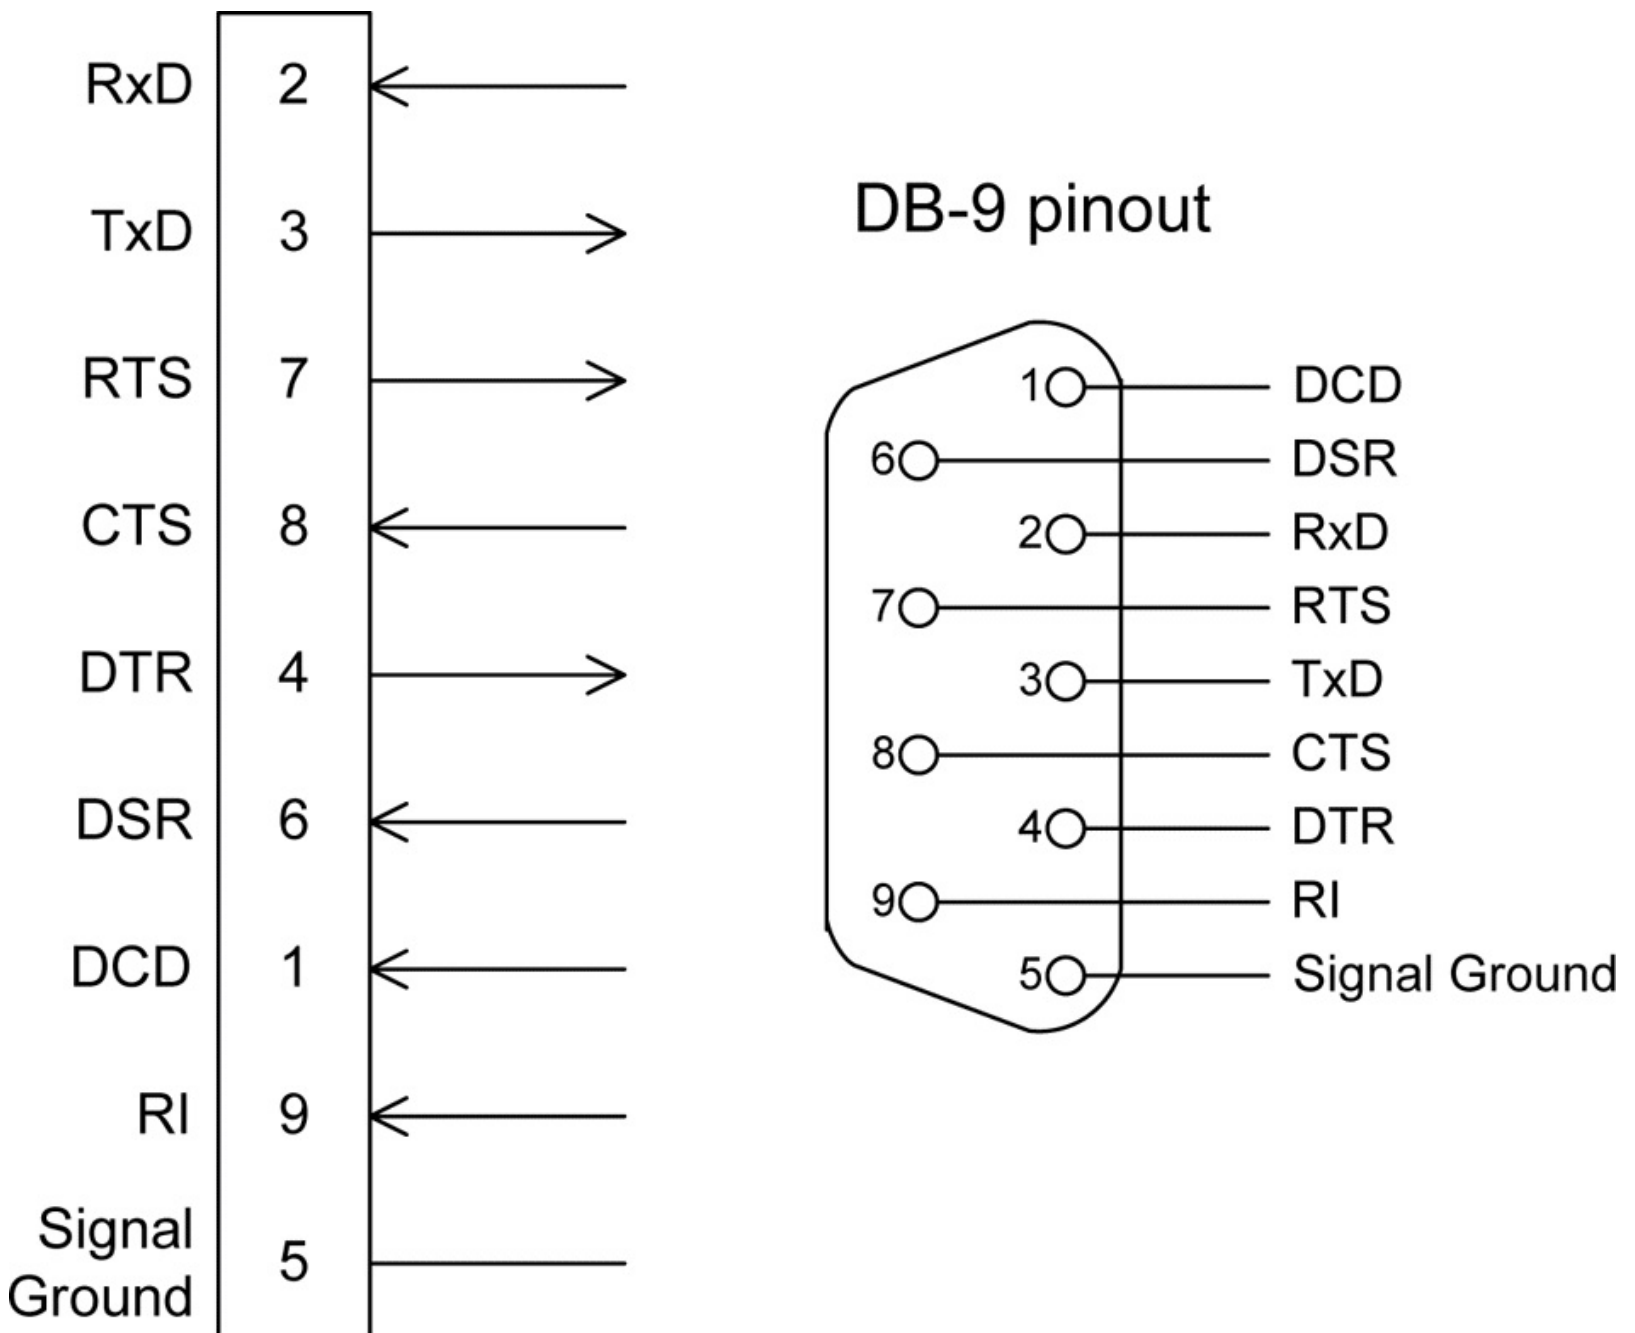 RxD 2
TxD 3
RTS 7
CTS 8
DTR 4
DSR 6
DCD 1
RI 9
Signal
Ground 5
DB-9 pinout
1 DCD
6 DSR
2 RxD
7 RTS
3 TxD
8 CTS
4 DTR
9 RI
5 Signal Ground